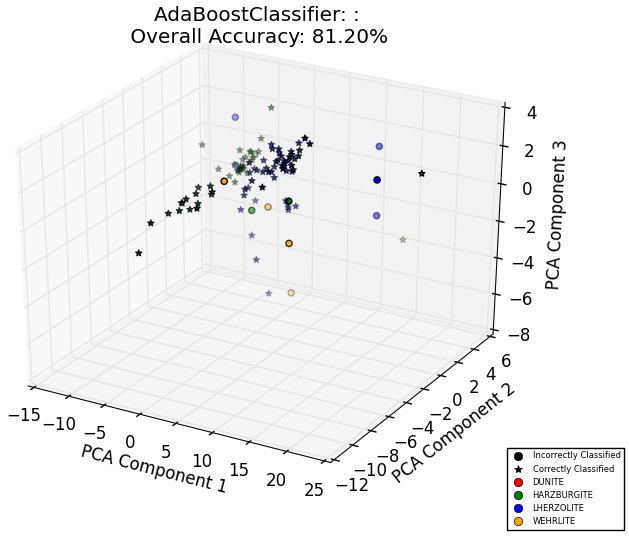 AdaBoostClassifier: :
Overall Accuracy: 81.20%
4
2
0
−2
−4
−6
−8
PCA Component 3
6
4
2
0
−2
−4
−6
−8
−10
−12
PCA Component 2
−15
−10
−5
0
5
10
15
20
25
PCA Component 1
Incorrectly Classified
Correctly Classified
DUNITE
HARZBURGITE
LHERZOLITE
WEHRLITE